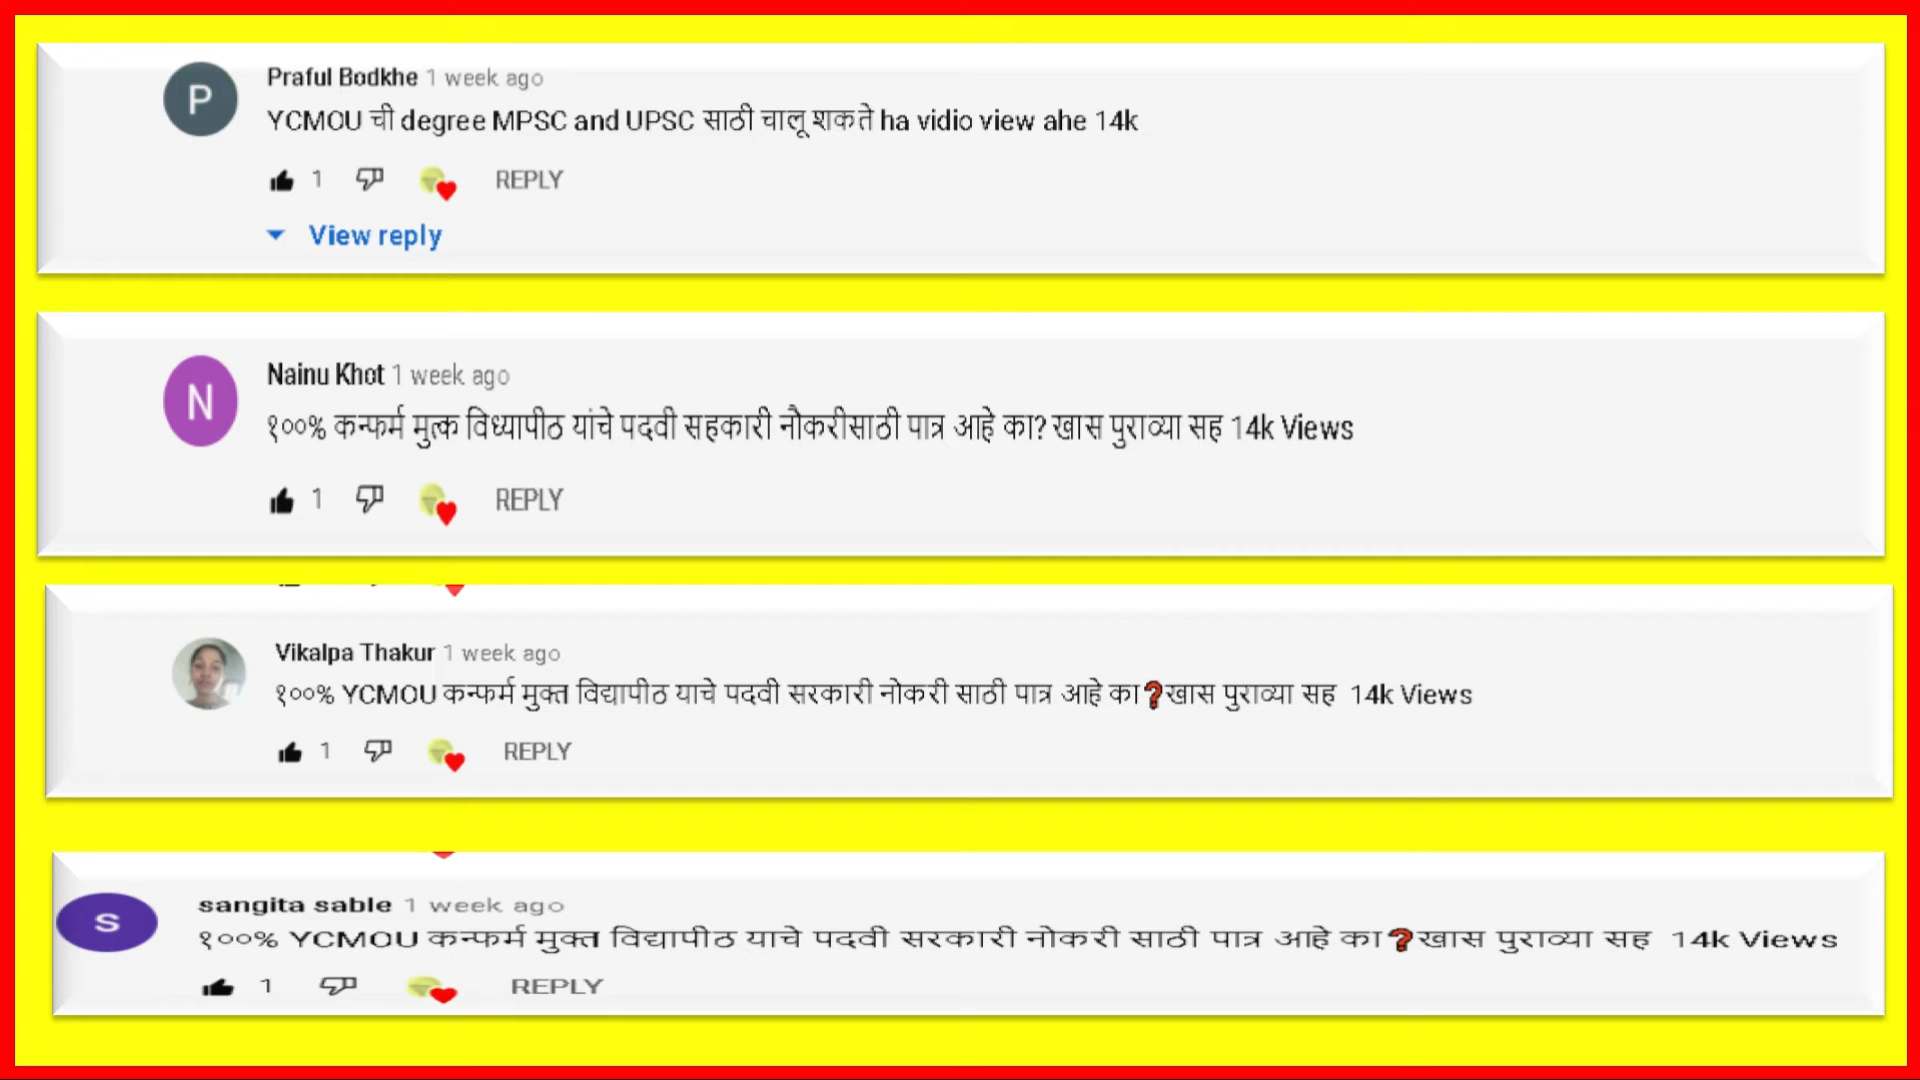 P
Praful Bodkhe 1 week ago
YCMOU ची degree MPSC and UPSC साठी चालू शकते ha vidio view ahe 14k
1 REPLY
View reply
N
Nainu Khot 1 week ago
१००% कन्फर्म मुत्क विध्यापीठ यांचे पदवी सहकारी नौकरीसाठी पात्र आहे का? खास पुराव्या सह 14k Views
1 REPLY
Vikalpa Thakur 1 week ago
१००% YCMOU कन्फर्म मुक्त विद्यापीठ याचे पदवी सरकारी नोकरी साठी पात्र आहे का❓खास पुराव्या सह 14k Views
1 REPLY
S
sangita sable 1 week ago
१००% YCMOU कन्फर्म मुक्त विद्यापीठ याचे पदवी सरकारी नोकरी साठी पात्र आहे का❓खास पुराव्या सह 14k Views
1 REPLY